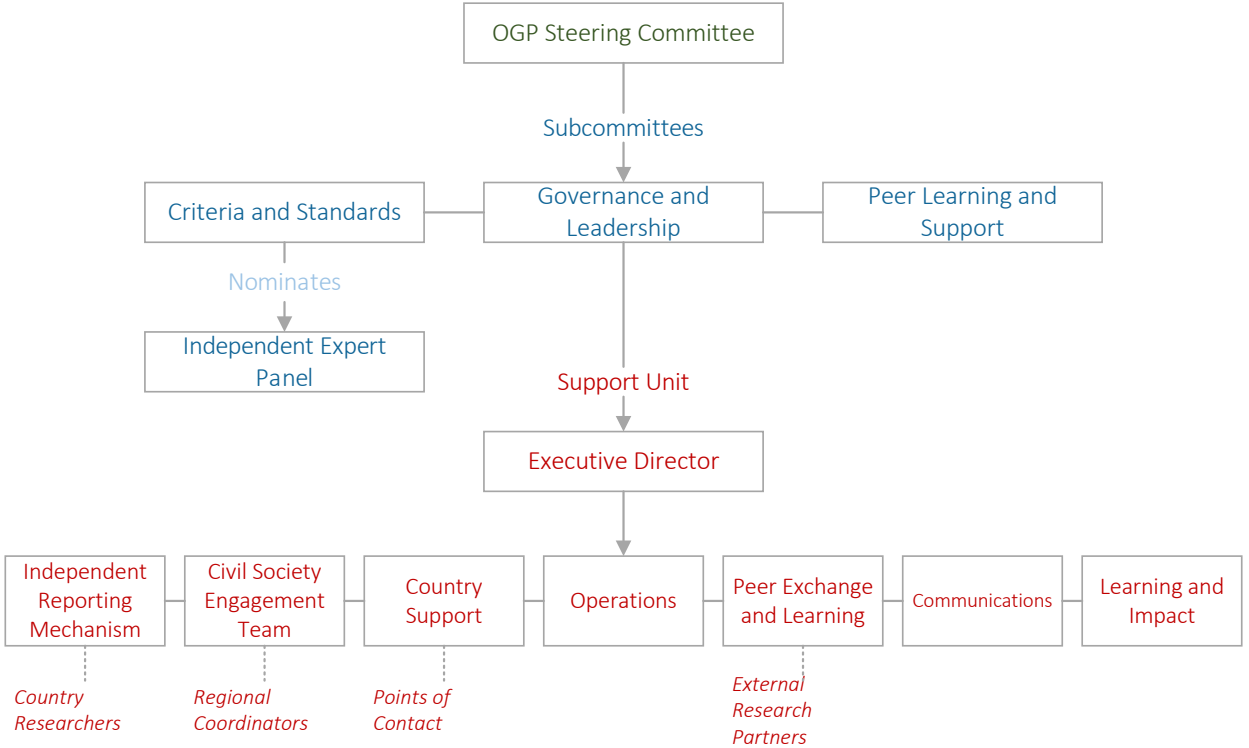 OGP Steering Committee
Subcommittees
Criteria and Standards
Governance and
Leadership
Peer Learning and
Support
Nominates
Independent Expert
Panel
Support Unit
Executive Director
Independent
Reporting
Mechanism
Civil Society
Engagement
Team
Country
Support
Operations
Peer Exchange
and Learning
Communications
Learning and
Impact
Country
Researchers
Regional
Coordinators
Points of
Contact
External
Research
Partners